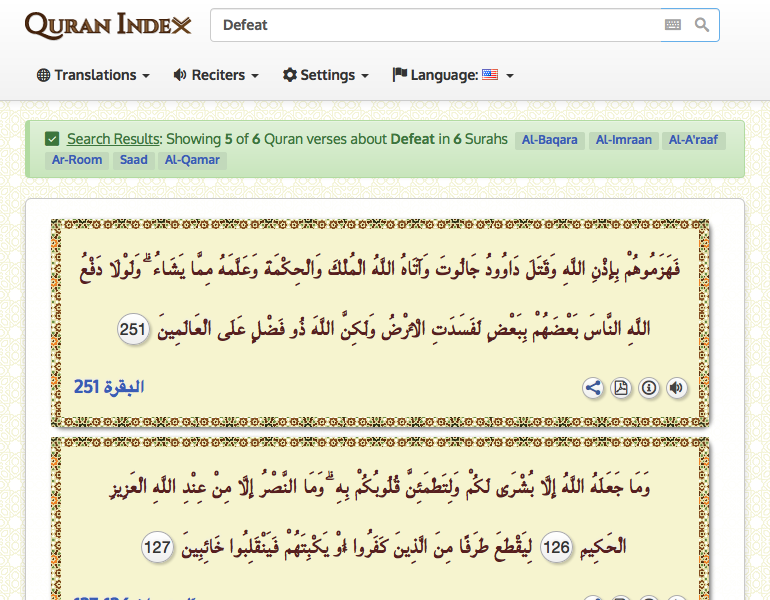 QURAN INDEX
Defeat
Translations
Reciters
Settings
Language:
Search Results: Showing 5 of 6 Quran verses about Defeat in 6 Surahs Al-Baqara Al-Imraan Al-A'raaf
Ar-Room Saad Al-Qamar
فَهَزَمُوهُمْ بِإِذْنِ اللَّهِ وَقَتَلَ دَاوُودُ جَالُوتَ وَآتَاهُ اللَّهُ الْمُلْكَ وَالْحِكْمَةَ وَعَلَّمَهُ مِمَّا يَشَاءُ ۗ وَلَوْلَا دَفْعُ
اللَّهِ النَّاسَ بَعْضَهُمْ بِبَعْضٍ لَفَسَدَتِ الْأَرْضُ وَلَٰكِنَّ اللَّهَ ذُو فَضْلٍ عَلَى الْعَالَمِينَ 251
البقرة 251
وَمَا جَعَلَهُ اللَّهُ إِلَّا بُشْرَىٰ لَكُمْ وَلِتَطْمَئِنَّ قُلُوبُكُمْ بِهِ ۗ وَمَا النَّصْرُ إِلَّا مِنْ عِنْدِ اللَّهِ الْعَزِيزِ
الْحَكِيمِ 126 لِيَقْطَعَ طَرَفًا مِنَ الَّذِينَ كَفَرُوا أَوْ يَكْبِتَهُمْ فَيَنْقَلِبُوا خَائِبِينَ 127